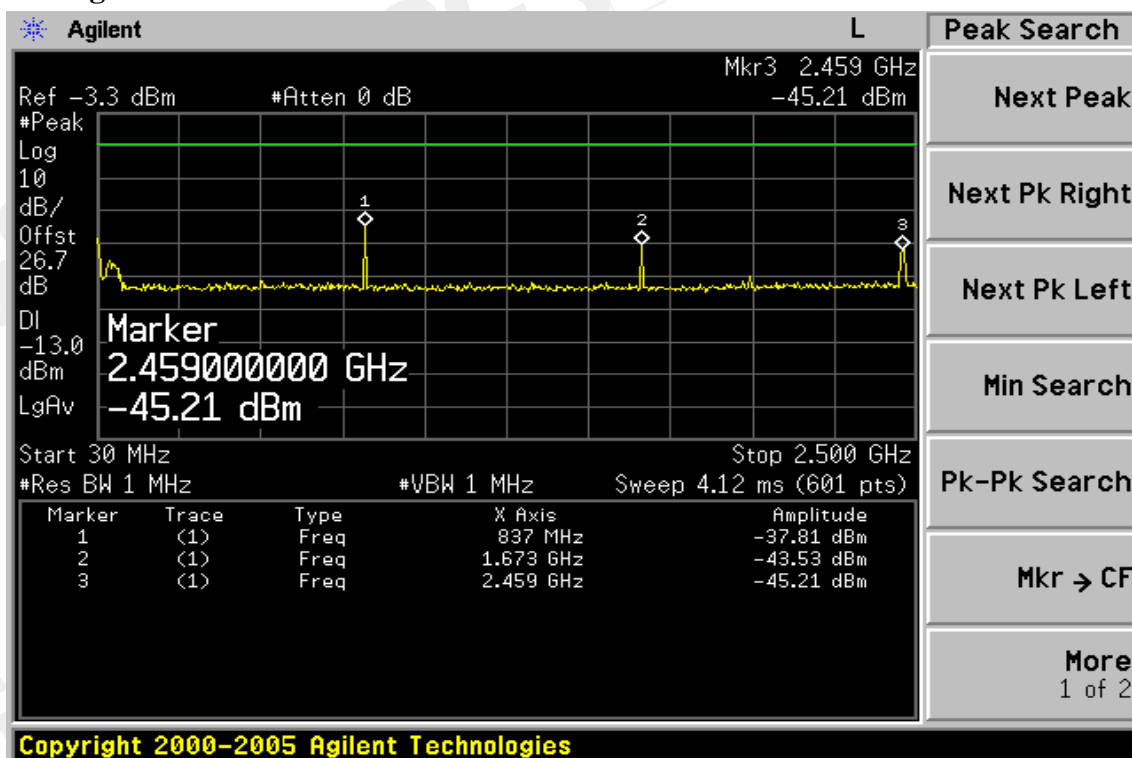 Agilent L Peak Search
Mkr3 2.459 GHz
Ref -3.3 dBm #Atten 0 dB -45.21 dBm
#Peak
Log
10
dB/
Offst
26.7
dB
DI
-13.0
dBm
LgAv
1
2
3
Marker
2.459000000 GHz
-45.21 dBm
Start 30 MHz Stop 2.500 GHz
#Res BW 1 MHz #VBW 1 MHz Sweep 4.12 ms (601 pts)
Marker Trace Type X Axis Amplitude
1 (1) Freq 837 MHz -37.81 dBm
2 (1) Freq 1.673 GHz -43.53 dBm
3 (1) Freq 2.459 GHz -45.21 dBm
Next Peak
Next Pk Right
Next Pk Left
Min Search
Pk-Pk Search
Mkr → CF
More
1 of 2
Copyright 2000-2005 Agilent Technologies